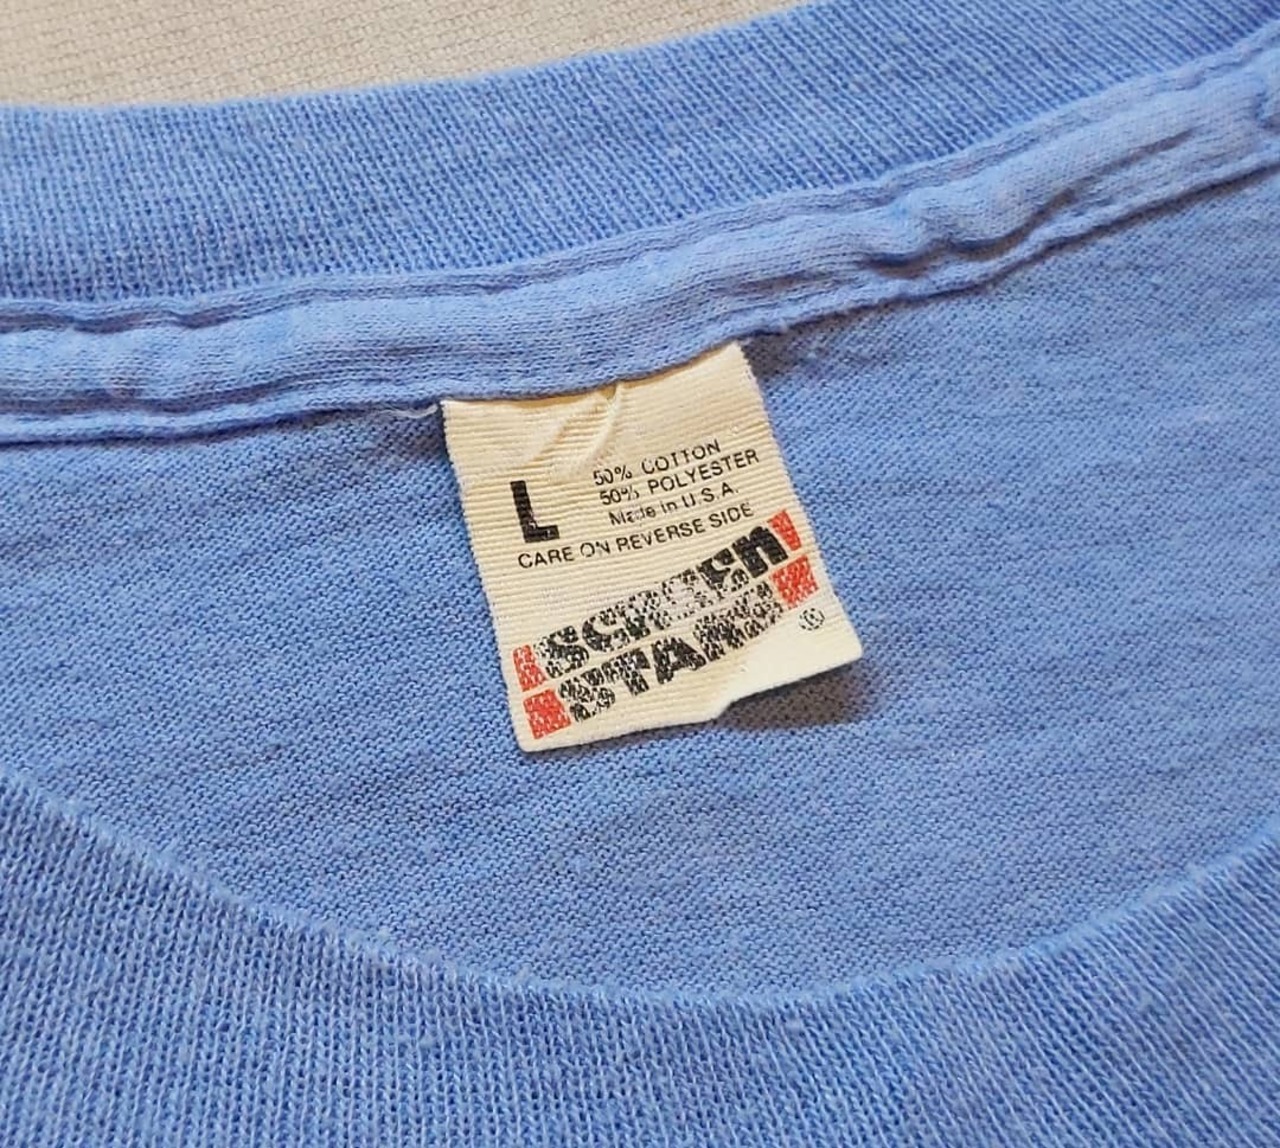 L
50% COTTON
50% POLYESTER
Made in U.S.A.
CARE ON REVERSE SIDE
SCREEN
STARS
®